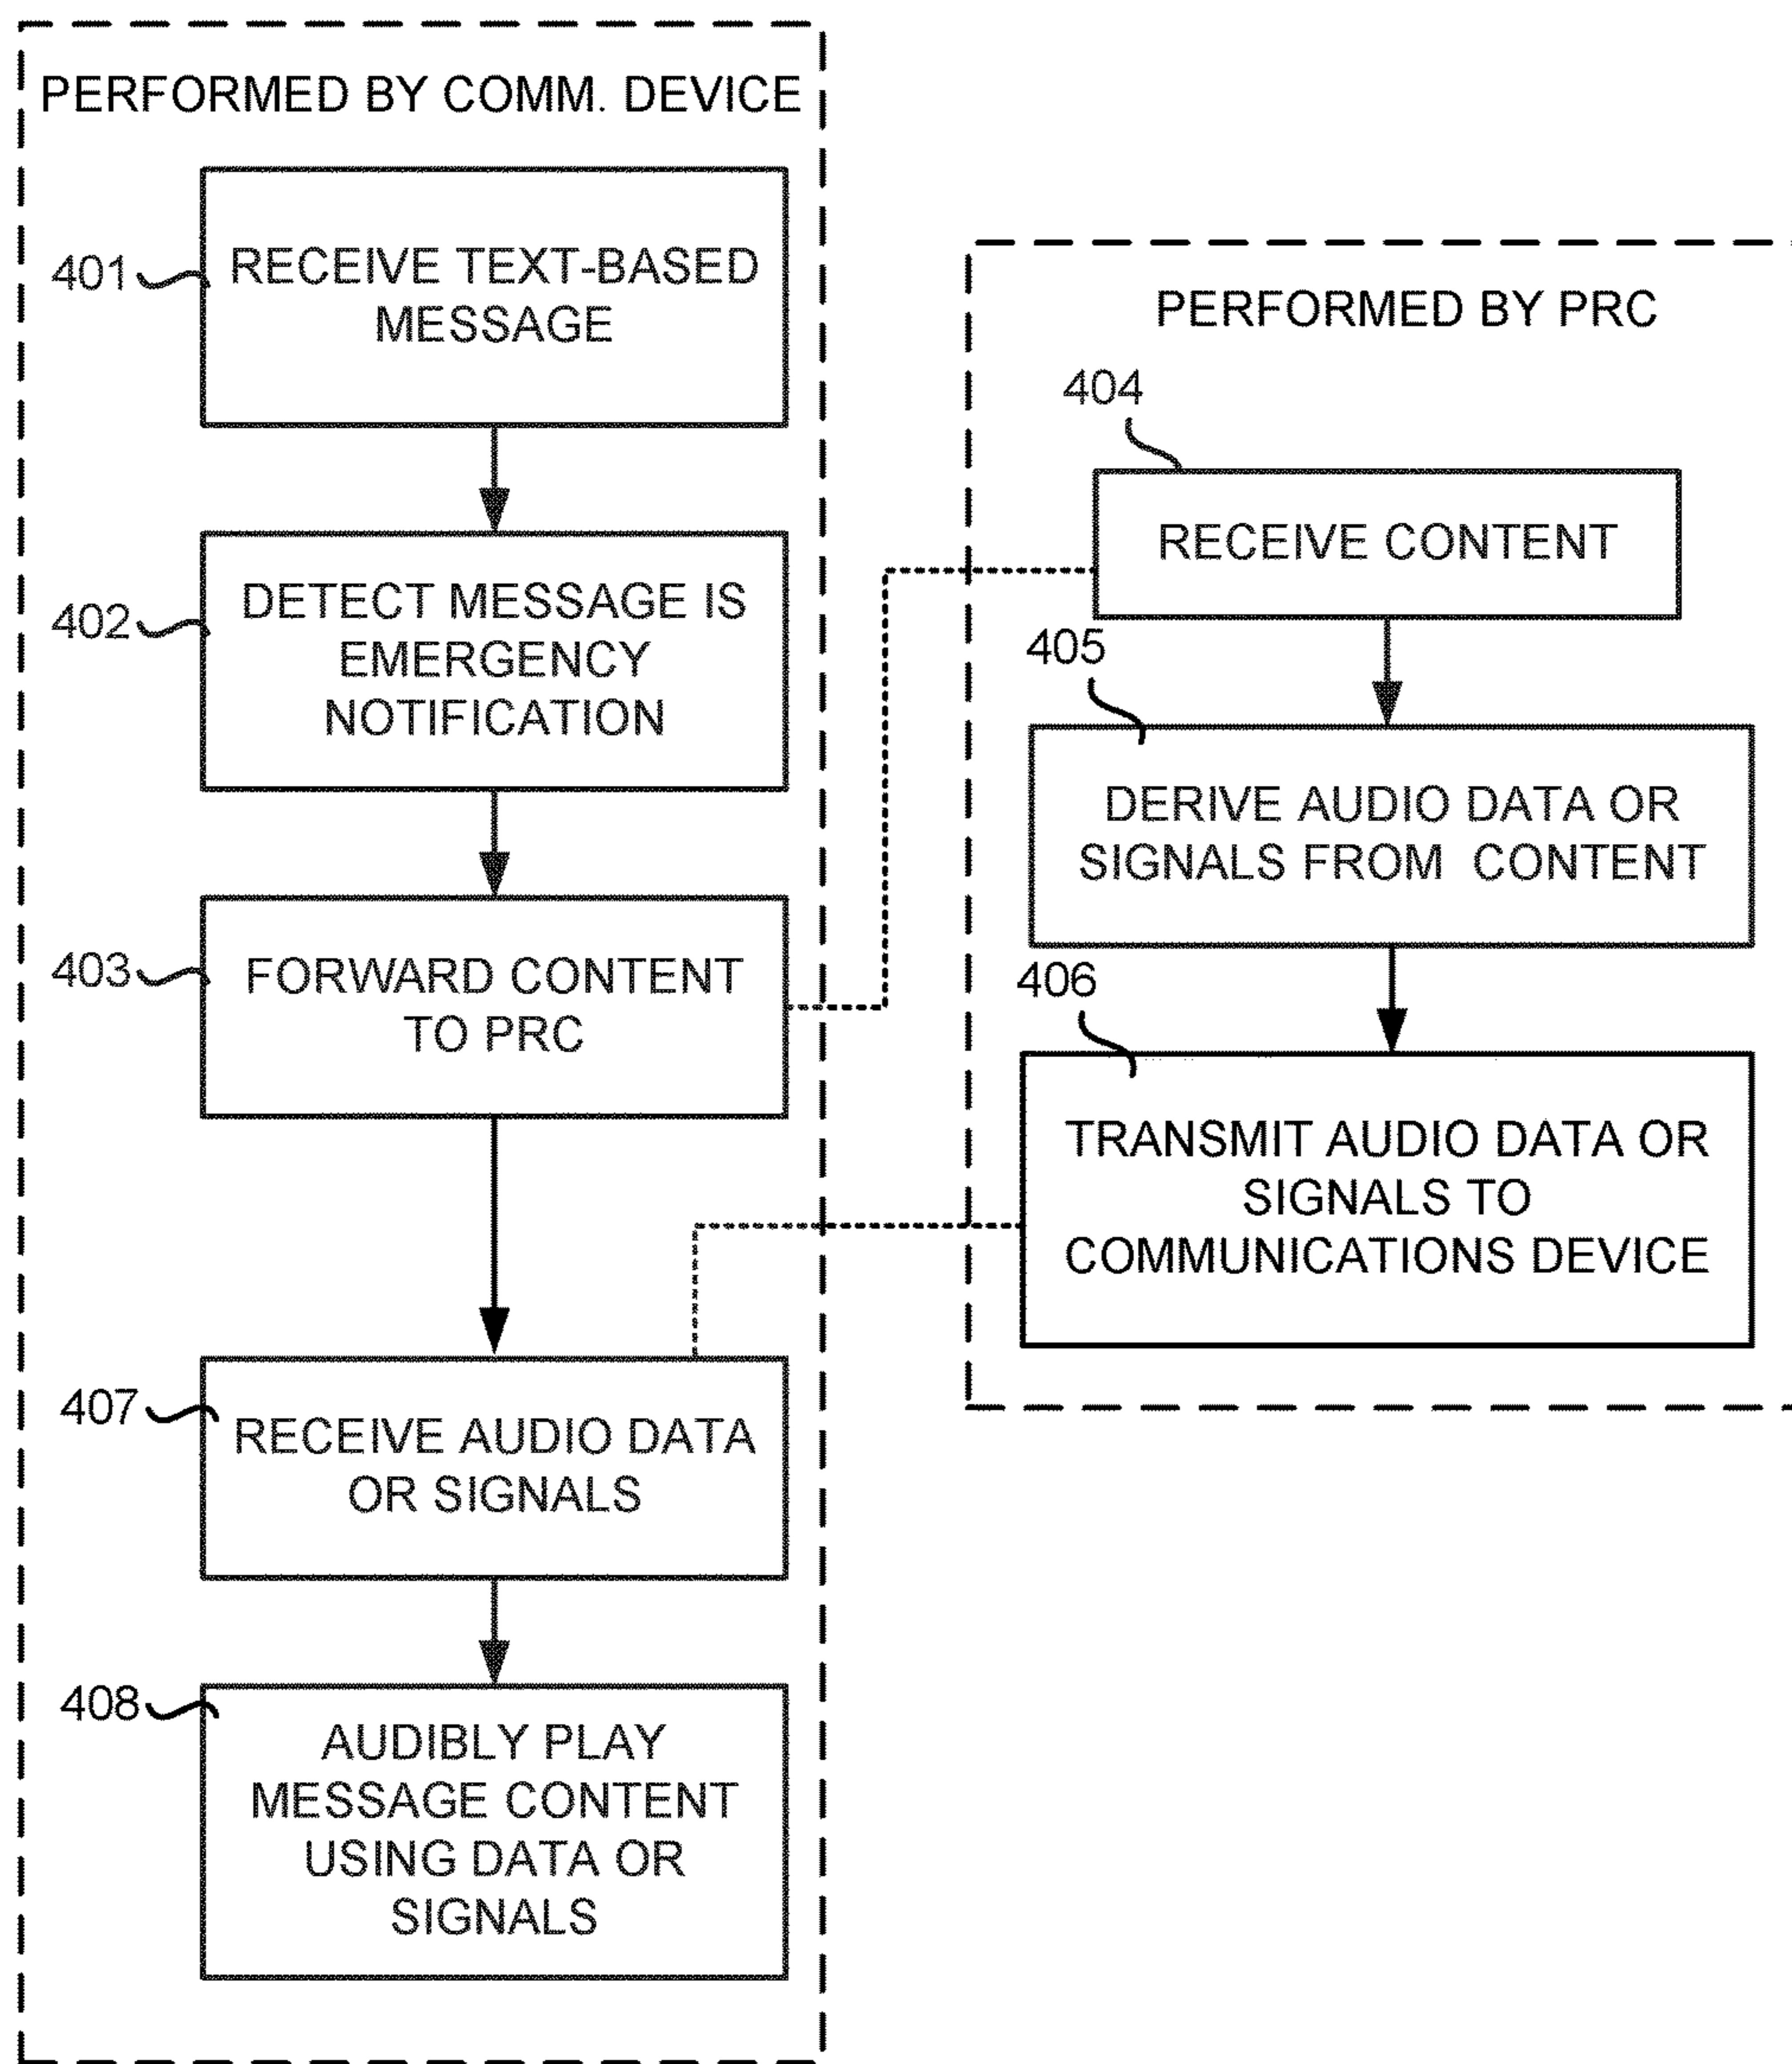 PERFORMED BY COMM. DEVICE
401
RECEIVE TEXT-BASED
MESSAGE
402
DETECT MESSAGE IS
EMERGENCY
NOTIFICATION
403
FORWARD CONTENT
TO PRC
407
RECEIVE AUDIO DATA
OR SIGNALS
408
AUDIBLY PLAY
MESSAGE CONTENT
USING DATA OR
SIGNALS
PERFORMED BY PRC
404
RECEIVE CONTENT
405
DERIVE AUDIO DATA OR
SIGNALS FROM CONTENT
406
TRANSMIT AUDIO DATA OR
SIGNALS TO
COMMUNICATIONS DEVICE